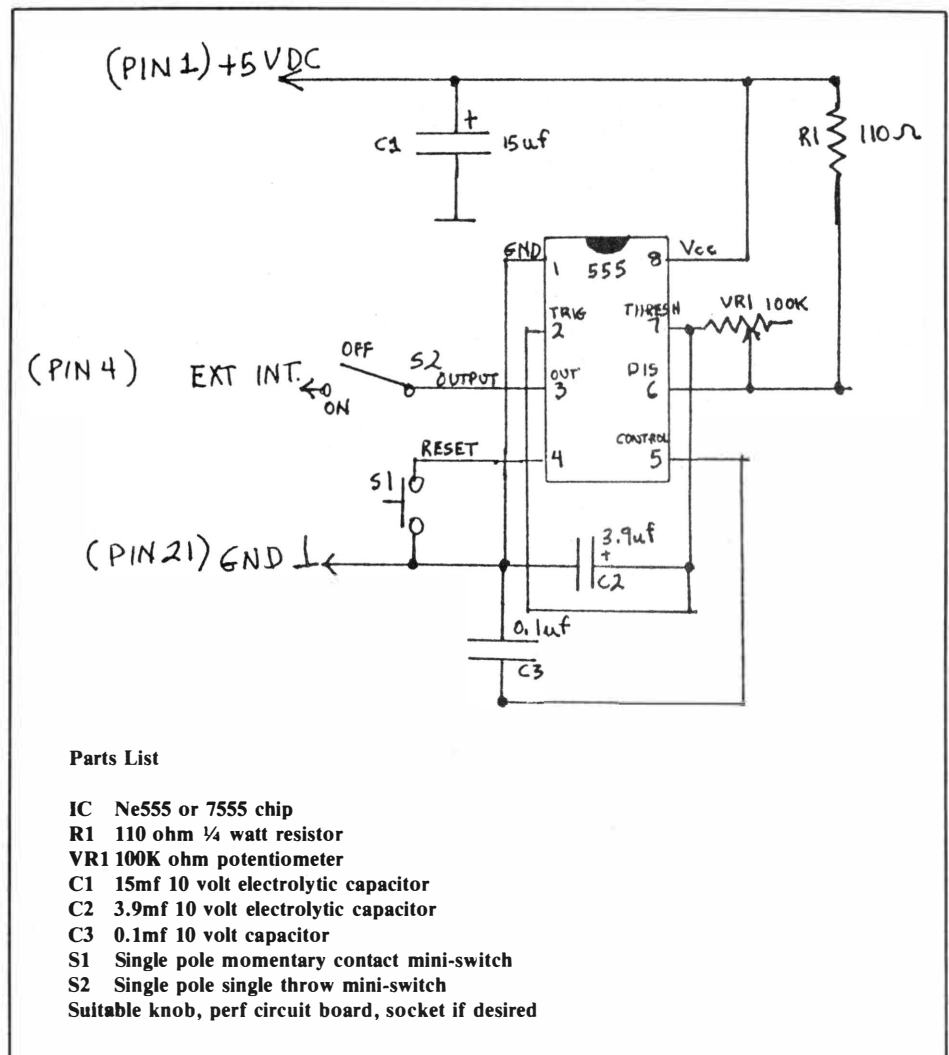 (PIN 1) +5 VDC
+
C1 15uf
R1 110 Ω
GND 1 555 8 Vcc
TRIG 2 THRESH 7 VR1 100K
(PIN 4) EXT INT. OFF ON S2 OUTPUT OUT 3 DIS 6
CONTROL 5
RESET 4
S1
(PIN 21) GND
3.9uf
+
C2
0.1uf
C3
Parts List
IC Ne555 or 7555 chip
R1 110 ohm ¼ watt resistor
VR1 100K ohm potentiometer
C1 15mf 10 volt electrolytic capacitor
C2 3.9mf 10 volt electrolytic capacitor
C3 0.1mf 10 volt capacitor
S1 Single pole momentary contact mini-switch
S2 Single pole single throw mini-switch
Suitable knob, perf circuit board, socket if desired